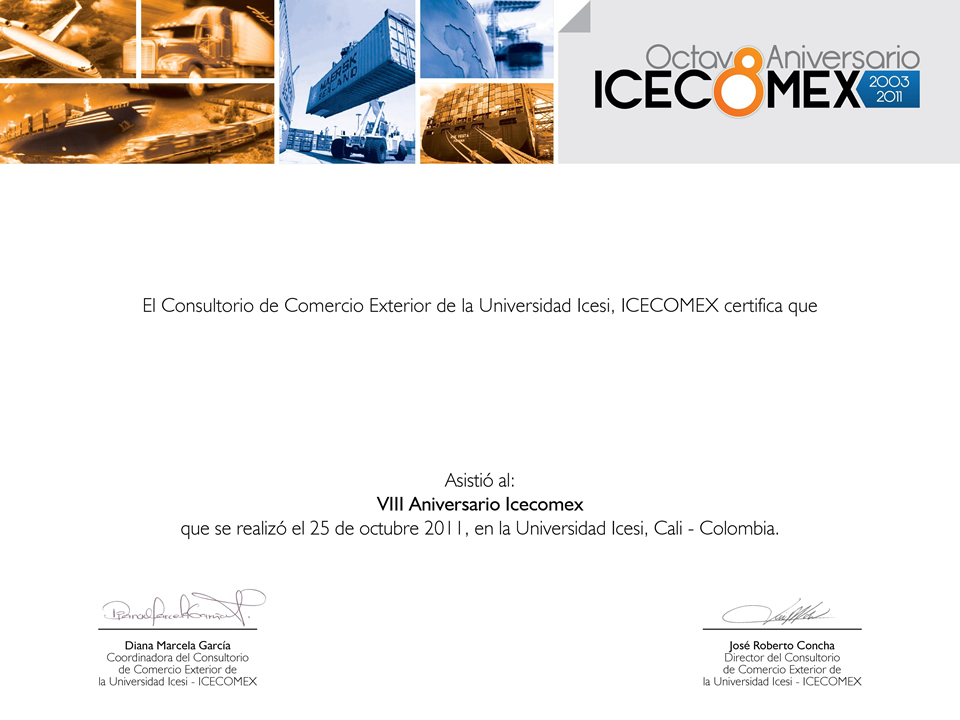 MAERSK
SEALAND
Octavo Aniversario
ICECOMEX 2003
2011
El Consultorio de Comercio Exterior de la Universidad Icesi, ICECOMEX certifica que
Asistió al:
VIII Aniversario Icecomex
que se realizó el 25 de octubre 2011, en la Universidad Icesi, Cali - Colombia.
Diana Marcela García
Coordinadora del Consultorio
de Comercio Exterior de
la Universidad Icesi - ICECOMEX
José Roberto Concha
Director del Consultorio
de Comercio Exterior de
la Universidad Icesi - ICECOMEX